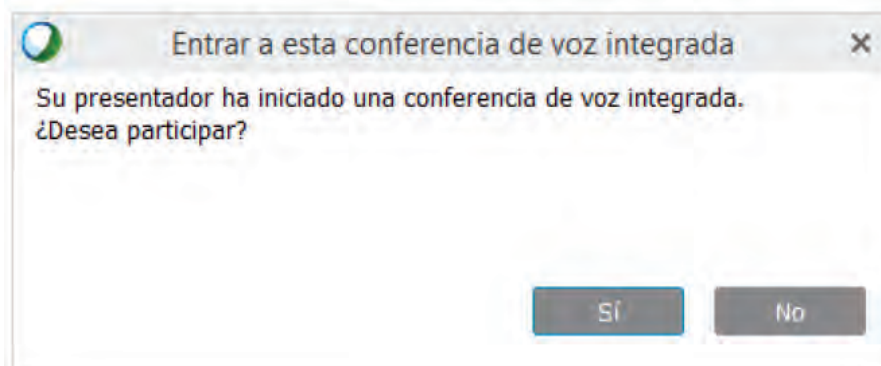 Entrar a esta conferencia de voz integrada
Su presentador ha iniciado una conferencia de voz integrada.
¿Desea participar?
Sí
No